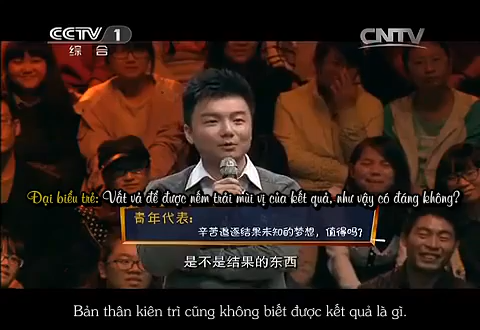 CCTV 1
综合
CNTV
Đại biểu trẻ: Vất vả để được nếm trải mùi vị của kết quả, như vậy có đáng không?
青年代表:
辛苦追逐结果未知的梦想，值得吗?
是不是结果的东西
Bản thân kiên trì cũng không biết được kết quả là gì.